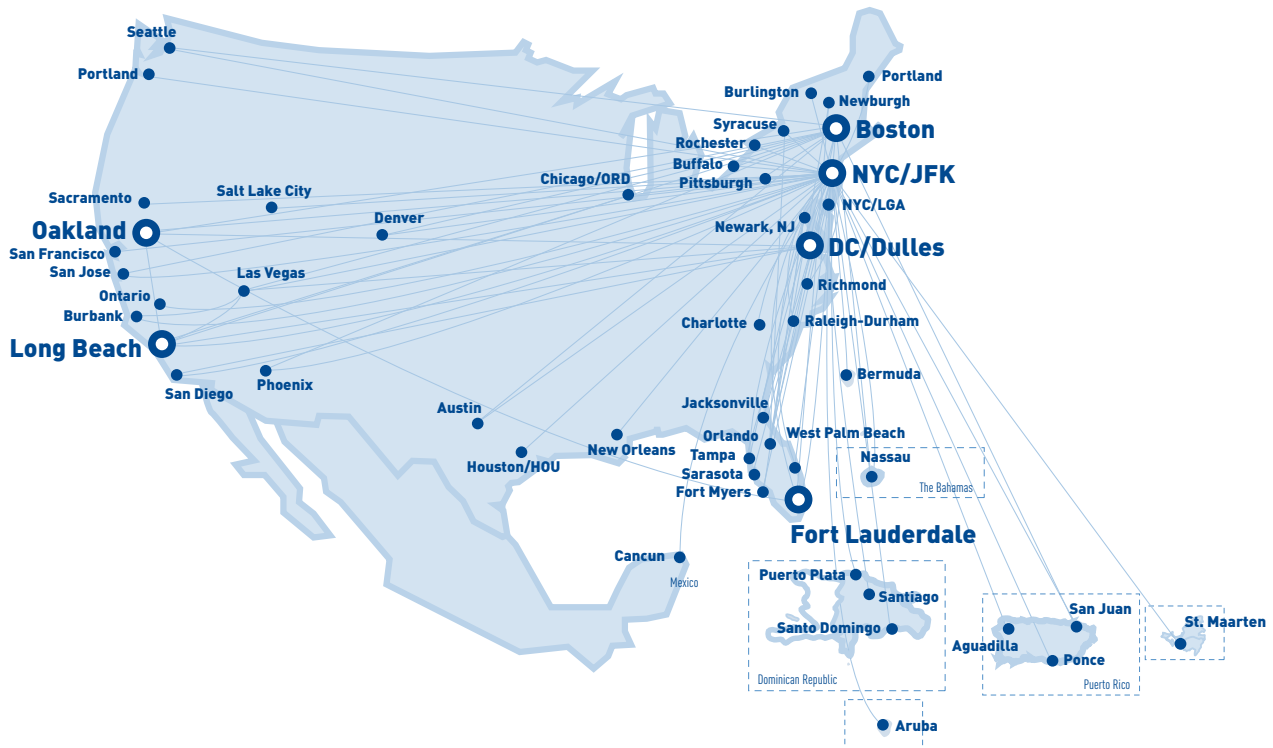 Seattle
Portland
Portland
Burlington
Newburgh
Syracuse
Boston
Rochester
Buffalo
Pittsburgh
Chicago/ORD
NYC/JFK
Salt Lake City
Sacramento
NYC/LGA
Denver
Newark, NJ
Oakland
DC/Dulles
San Francisco
San Jose
Las Vegas
Richmond
Ontario
Burbank
Charlotte
Raleigh-Durham
Long Beach
Bermuda
Phoenix
San Diego
Jacksonville
Austin
Orlando
West Palm Beach
New Orleans
Tampa
Nassau
Houston/HOU
Sarasota
The Bahamas
Fort Myers
Fort Lauderdale
Cancun
Mexico
Puerto Plata
Santiago
San Juan
St. Maarten
Santo Domingo
Aguadilla
Ponce
Dominican Republic
Puerto Rico
Aruba